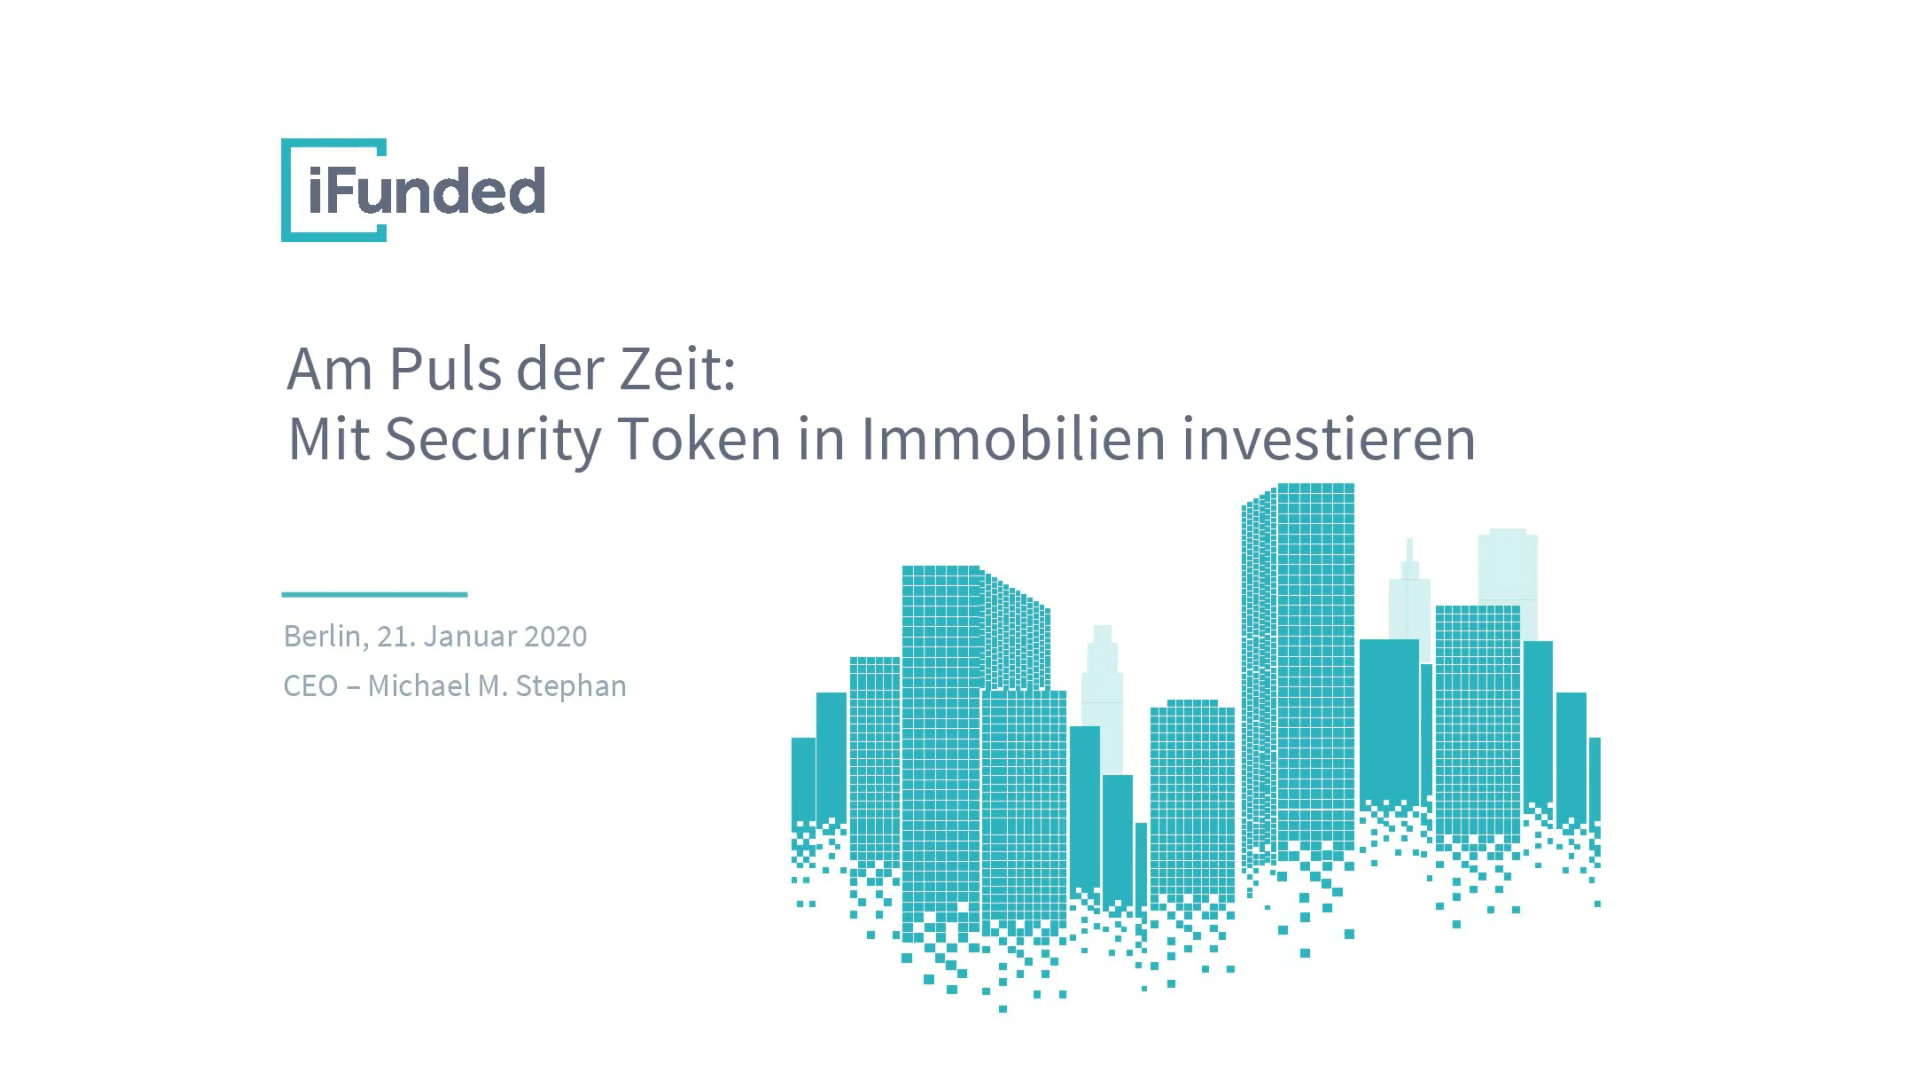 iFunded
Am Puls der Zeit:
Mit Security Token in Immobilien investieren
Berlin, 21. Januar 2020
CEO – Michael M. Stephan